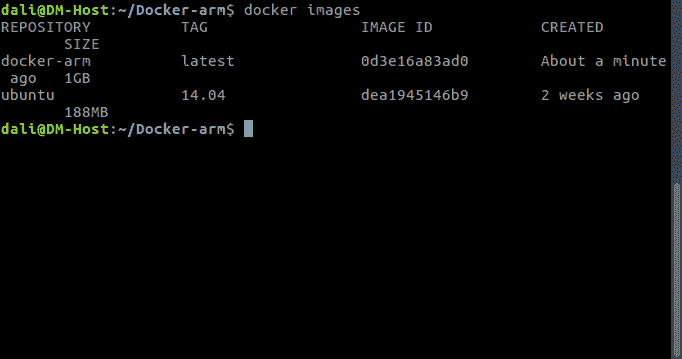 dali@DM-Host:~/Docker-arm$ docker images
REPOSITORY          TAG                 IMAGE ID            CREATED
       SIZE
docker-arm          latest              0d3e16a83ad0        About a minute
 ago   1GB
ubuntu              14.04               dea1945146b9        2 weeks ago
       188MB
dali@DM-Host:~/Docker-arm$